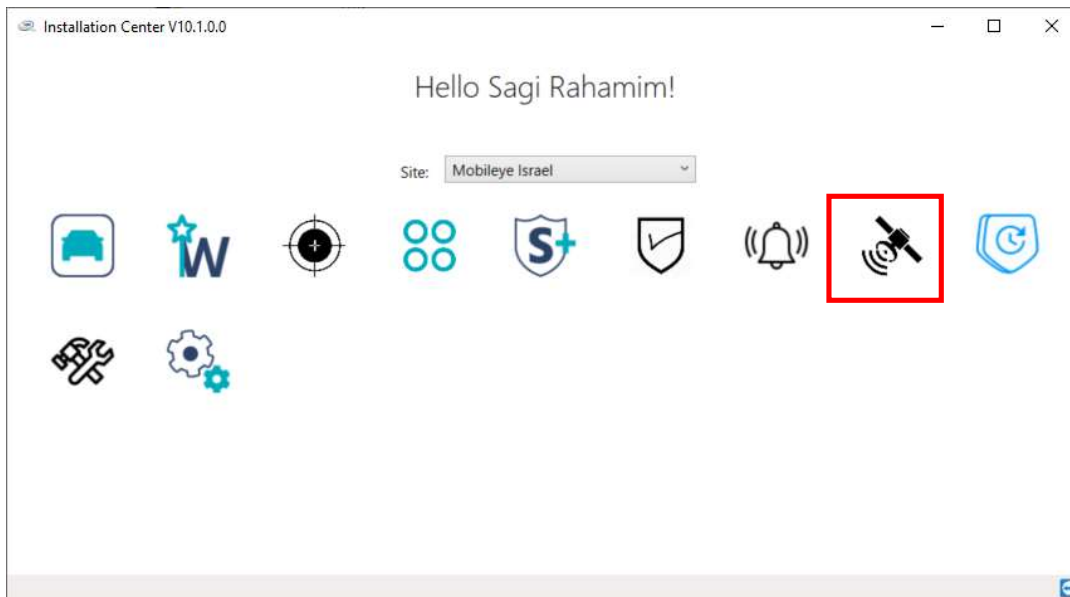 Installation Center V10.1.0.0
Hello Sagi Rahamim!
Site: Mobileye Israel
W
S+